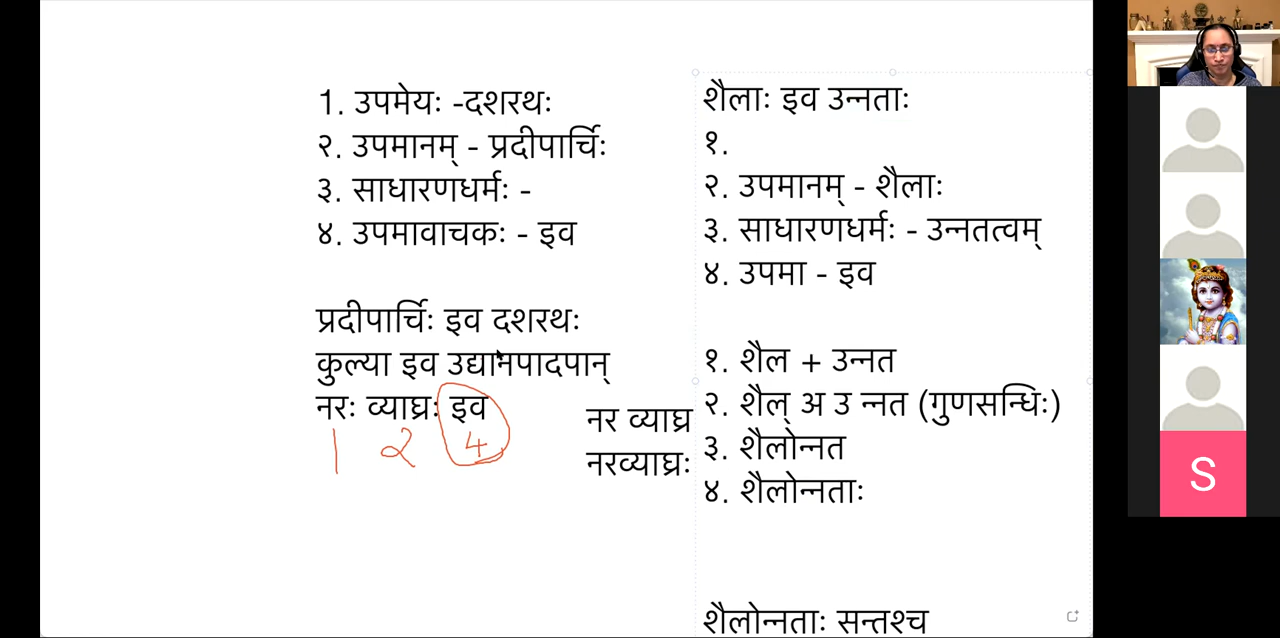 1. उपमेयः -दशरथः
२. उपमानम् - प्रदीपार्चिः
३. साधारणधर्मः -
४. उपमावाचकः - इव
प्रदीपार्चिः इव दशरथः
कुल्या इव उद्यानपादपान्
नरः व्याघ्रः इव
1 2 4
नर व्याघ्र
नरव्याघ्रः
शैलाः इव उन्नताः
१.
२. उपमानम् - शैलाः
३. साधारणधर्मः - उन्नतत्वम्
४. उपमा - इव
१. शैल + उन्नत
२. शैल् अ उ न्नत (गुणसन्धिः)
३. शैलोन्नत
४. शैलोन्नताः
शैलोन्नताः सन्तश्च
S